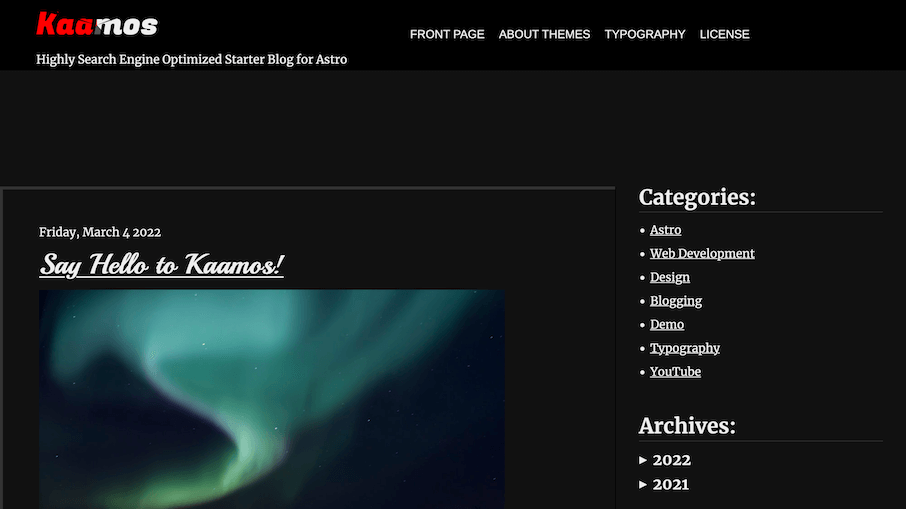 Kaamos
Highly Search Engine Optimized Starter Blog for Astro
FRONT PAGE ABOUT THEMES TYPOGRAPHY LICENSE
Friday, March 4 2022
Say Hello to Kaamos!
Categories:
Astro
Web Development
Design
Blogging
Demo
Typography
YouTube
Archives:
2022
2021